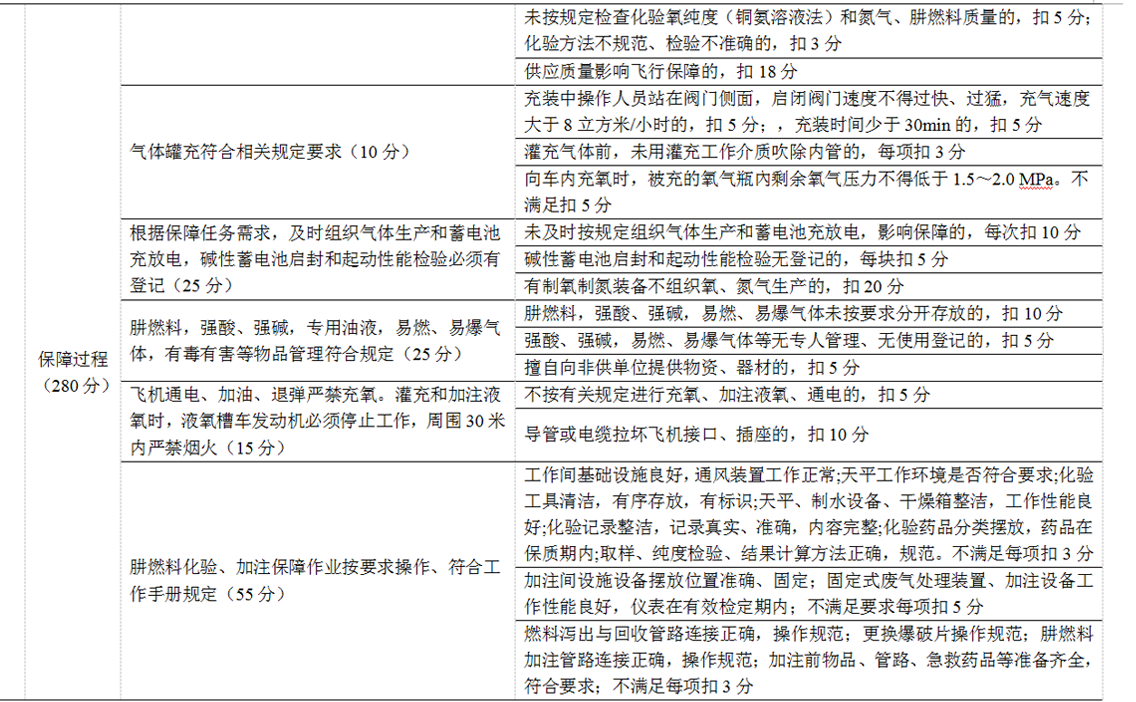 未按规定检查化验氧纯度（铜氨溶液法）和氮气、肼燃料质量的，扣 5 分；
化验方法不规范、检验不准确的，扣 3 分
供应质量影响飞行保障的，扣 18 分
气体罐充符合相关规定要求（10 分）
充装中操作人员站在阀门侧面，启闭阀门速度不得过快、过猛，充气速度
大于 8 立方米/小时的，扣 5 分；，充装时间少于 30min 的，扣 5 分
灌充气体前，未用灌充工作介质吹除内管的，每项扣 3 分
向车内充氧时，被充的氧气瓶内剩余氧气压力不得低于 1.5～2.0 MPa。不
满足扣 5 分
根据保障任务需求，及时组织气体生产和蓄电池
充放电，碱性蓄电池启封和起动性能检验必须有
登记（25 分）
未及时按规定组织气体生产和蓄电池充放电，影响保障的，每次扣 10 分
碱性蓄电池启封和起动性能检验无登记的，每块扣 5 分
有制氧制氮装备不组织氧、氮气生产的，扣 20 分
保障过程
（280 分）
肼燃料，强酸、强碱，专用油液，易燃、易爆气
体，有毒有害等物品管理符合规定（25 分）
肼燃料，强酸、强碱，易燃、易爆气体未按要求分开存放的，扣 10 分
强酸、强碱，易燃、易爆气体等无专人管理、无使用登记的，扣 5 分
擅自向非供单位提供物资、器材的，扣 5 分
飞机通电、加油、退弹严禁充氧。灌充和加注液
氧时，液氧槽车发动机必须停止工作，周围 30 米
内严禁烟火（15 分）
不按有关规定进行充氧、加注液氧、通电的，扣 5 分
导管或电缆拉坏飞机接口、插座的，扣 10 分
肼燃料化验、加注保障作业按要求操作、符合工
作手册规定（55 分）
工作间基础设施良好，通风装置工作正常;天平工作环境是否符合要求;化验
工具清洁，有序存放，有标识;天平、制水设备、干燥箱整洁，工作性能良
好;化验记录整洁，记录真实、准确，内容完整;化验药品分类摆放，药品在
保质期内;取样、纯度检验、结果计算方法正确，规范。不满足每项扣 3 分
加注间设施设备摆放位置准确、固定；固定式废气处理装置、加注设备工
作性能良好，仪表在有效检定期内；不满足要求每项扣 5 分
燃料泻出与回收管路连接正确，操作规范；更换爆破片操作规范；肼燃料
加注管路连接正确，操作规范；加注前物品、管路、急救药品等准备齐全，
符合要求；不满足每项扣 3 分